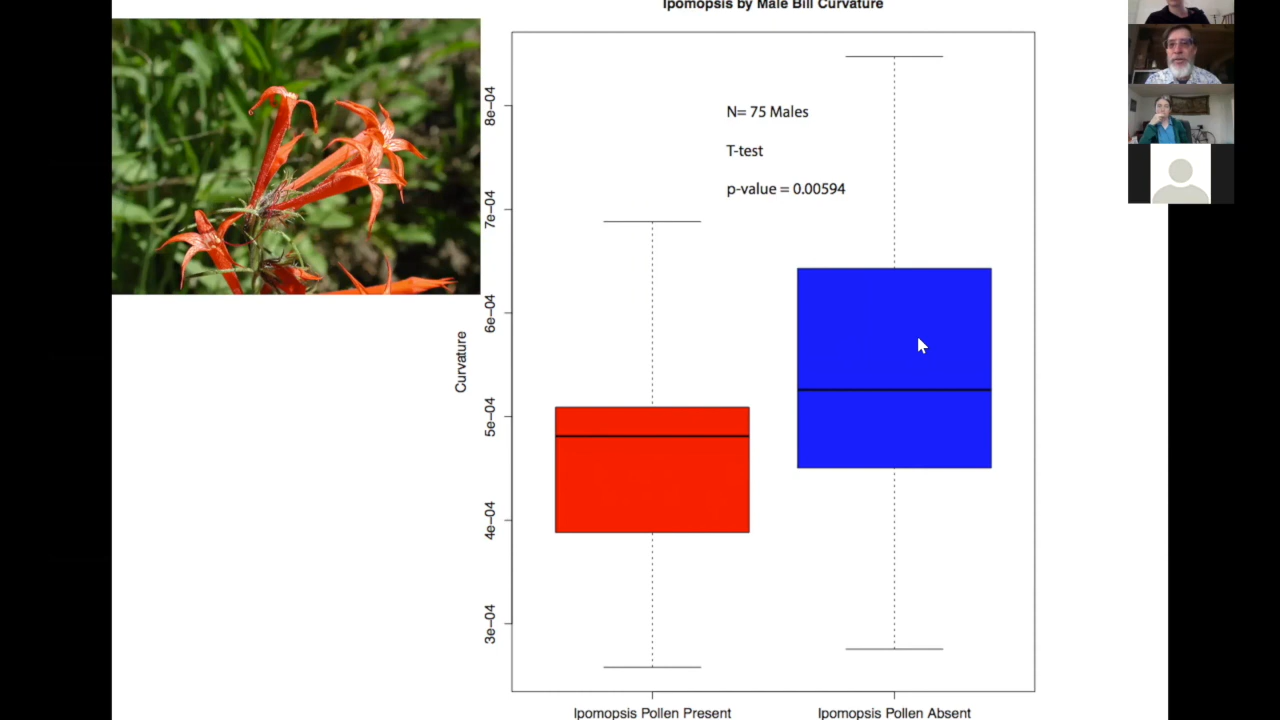 Ipomopsis by Male Bill Curvature
N= 75 Males
T-test
p-value = 0.00594
Curvature
8e-04
7e-04
6e-04
5e-04
4e-04
3e-04
Ipomopsis Pollen Present
Ipomopsis Pollen Absent